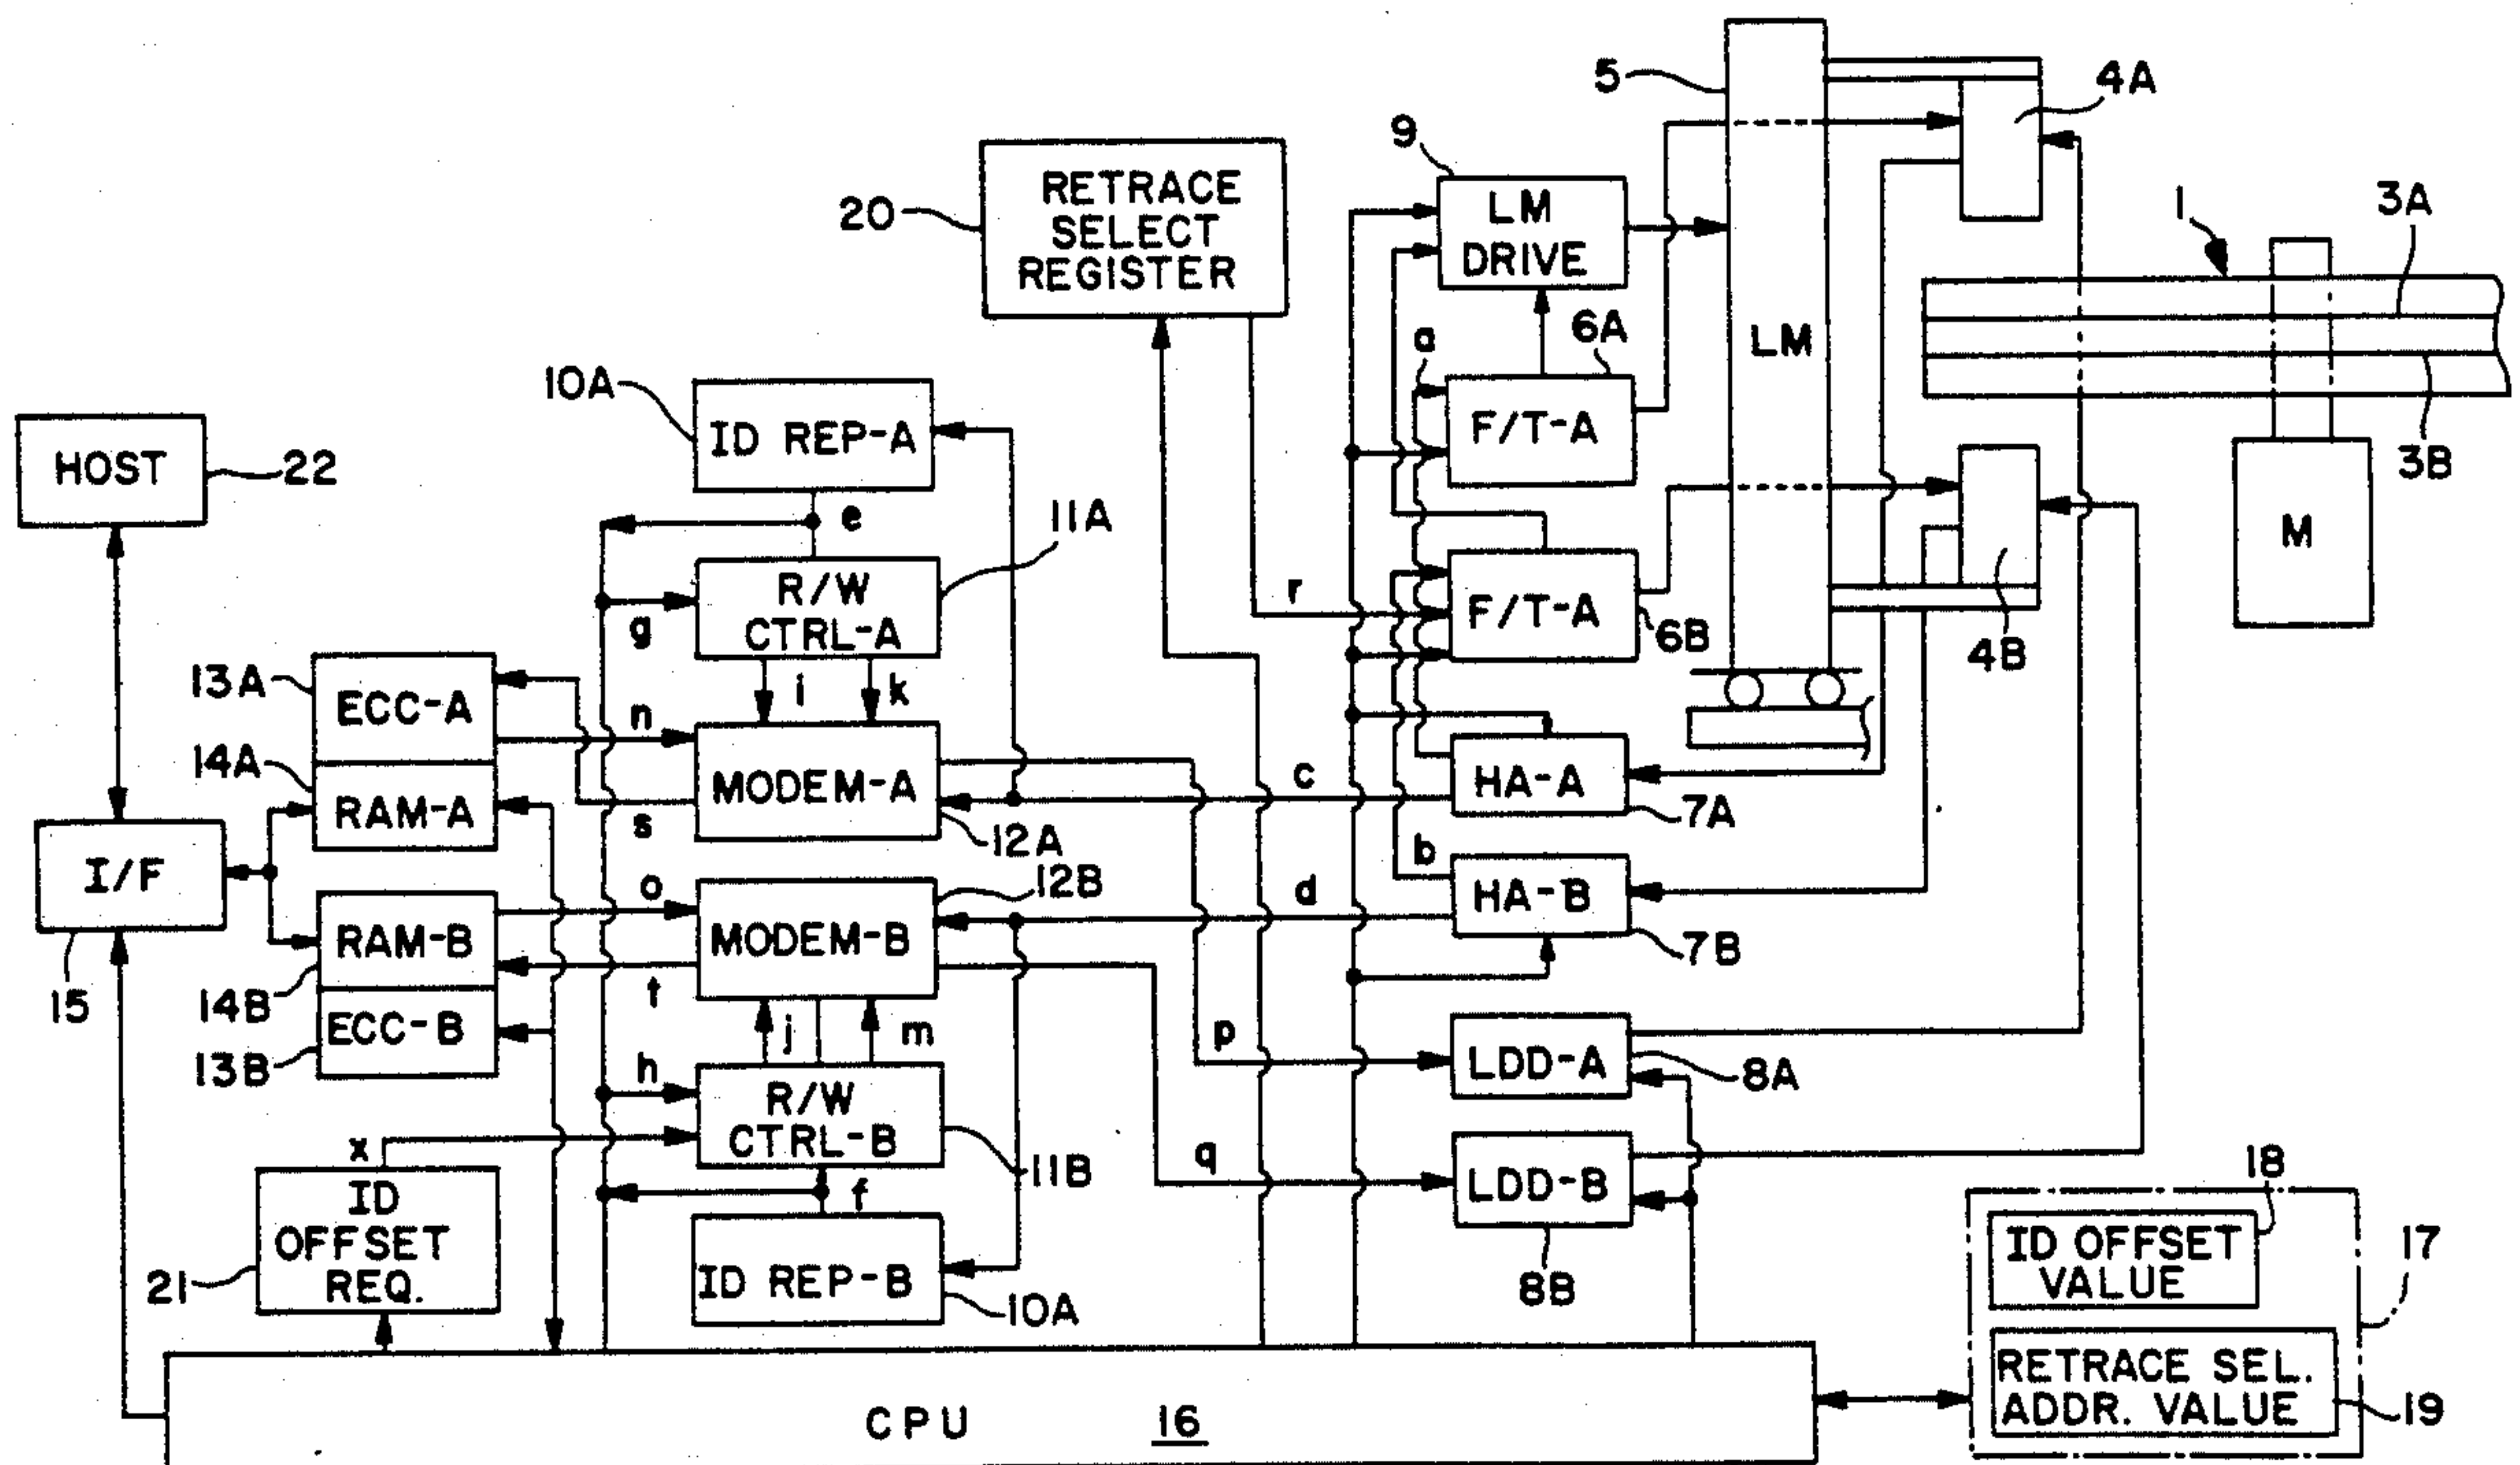 5
4A
9
RETRACE
SELECT
REGISTER
20
LM
DRIVE
1
3A
3B
6A
a
LM
10A
ID REP-A
F/T-A
HOST
22
e
11A
M
R/W
CTRL-A
g
r
F/T-A
6B
4B
13A
ECC-A
i
k
n
14A
RAM-A
MODEM-A
s
12A
c
HA-A
7A
I/F
15
b
12B
o
RAM-B
MODEM-B
d
HA-B
7B
14B
t
ECC-B
13B
j
m
p
LDD-A
8A
h
R/W
CTRL-B
x
11B
q
LDD-B
8B
18
ID
OFFSET
REQ.
21
f
ID REP-B
10A
ID OFFSET
VALUE
17
RETRACE SEL.
ADDR. VALUE
19
CPU 16